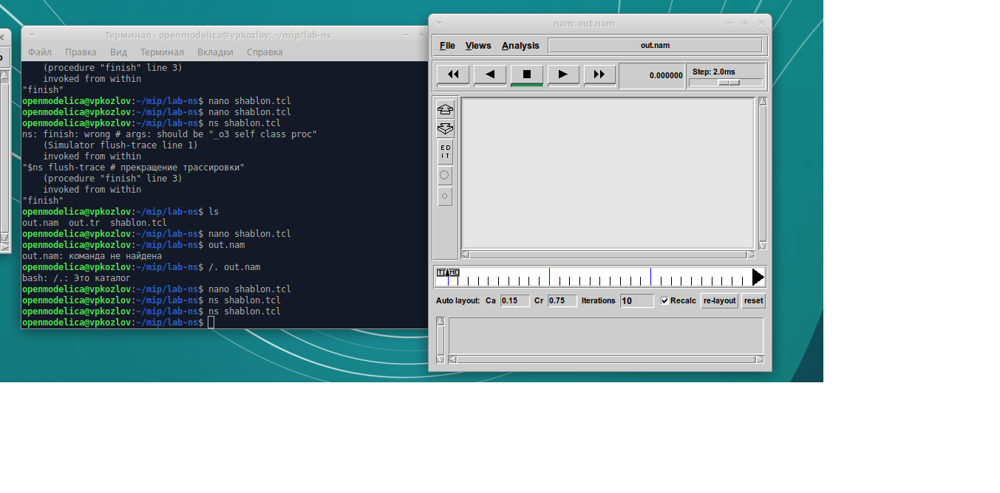 Терминал - openmodelica@vpkozlov: ~/mip/lab-ns
Файл Правка Вид Терминал Вкладки Справка
(procedure "finish" line 3)
invoked from within
"finish"
openmodelica@vpkozlov:~/mip/lab-ns$ nano shablon.tcl
openmodelica@vpkozlov:~/mip/lab-ns$ nano shablon.tcl
openmodelica@vpkozlov:~/mip/lab-ns$ ns shablon.tcl
ns: finish: wrong # args: should be "_o3 self class proc"
(Simulator flush-trace line 1)
invoked from within
"$ns flush-trace # прекращение трассировки"
(procedure "finish" line 3)
invoked from within
"finish"
openmodelica@vpkozlov:~/mip/lab-ns$ ls
out.nam out.tr shablon.tcl
openmodelica@vpkozlov:~/mip/lab-ns$ nano shablon.tcl
openmodelica@vpkozlov:~/mip/lab-ns$ out.nam
out.nam: команда не найдена
openmodelica@vpkozlov:~/mip/lab-ns$ /. out.nam
bash: /.: Это каталог
openmodelica@vpkozlov:~/mip/lab-ns$ nano shablon.tcl
openmodelica@vpkozlov:~/mip/lab-ns$ ns shablon.tcl
openmodelica@vpkozlov:~/mip/lab-ns$ ns shablon.tcl
openmodelica@vpkozlov:~/mip/lab-ns$
nam: out.nam
File Views Analysis out.nam
0.000000 Step: 2.0ms
ED
IT
TIME
Auto layout: Ca 0.15 Cr 0.75 Iterations 10 Recalc re-layout reset